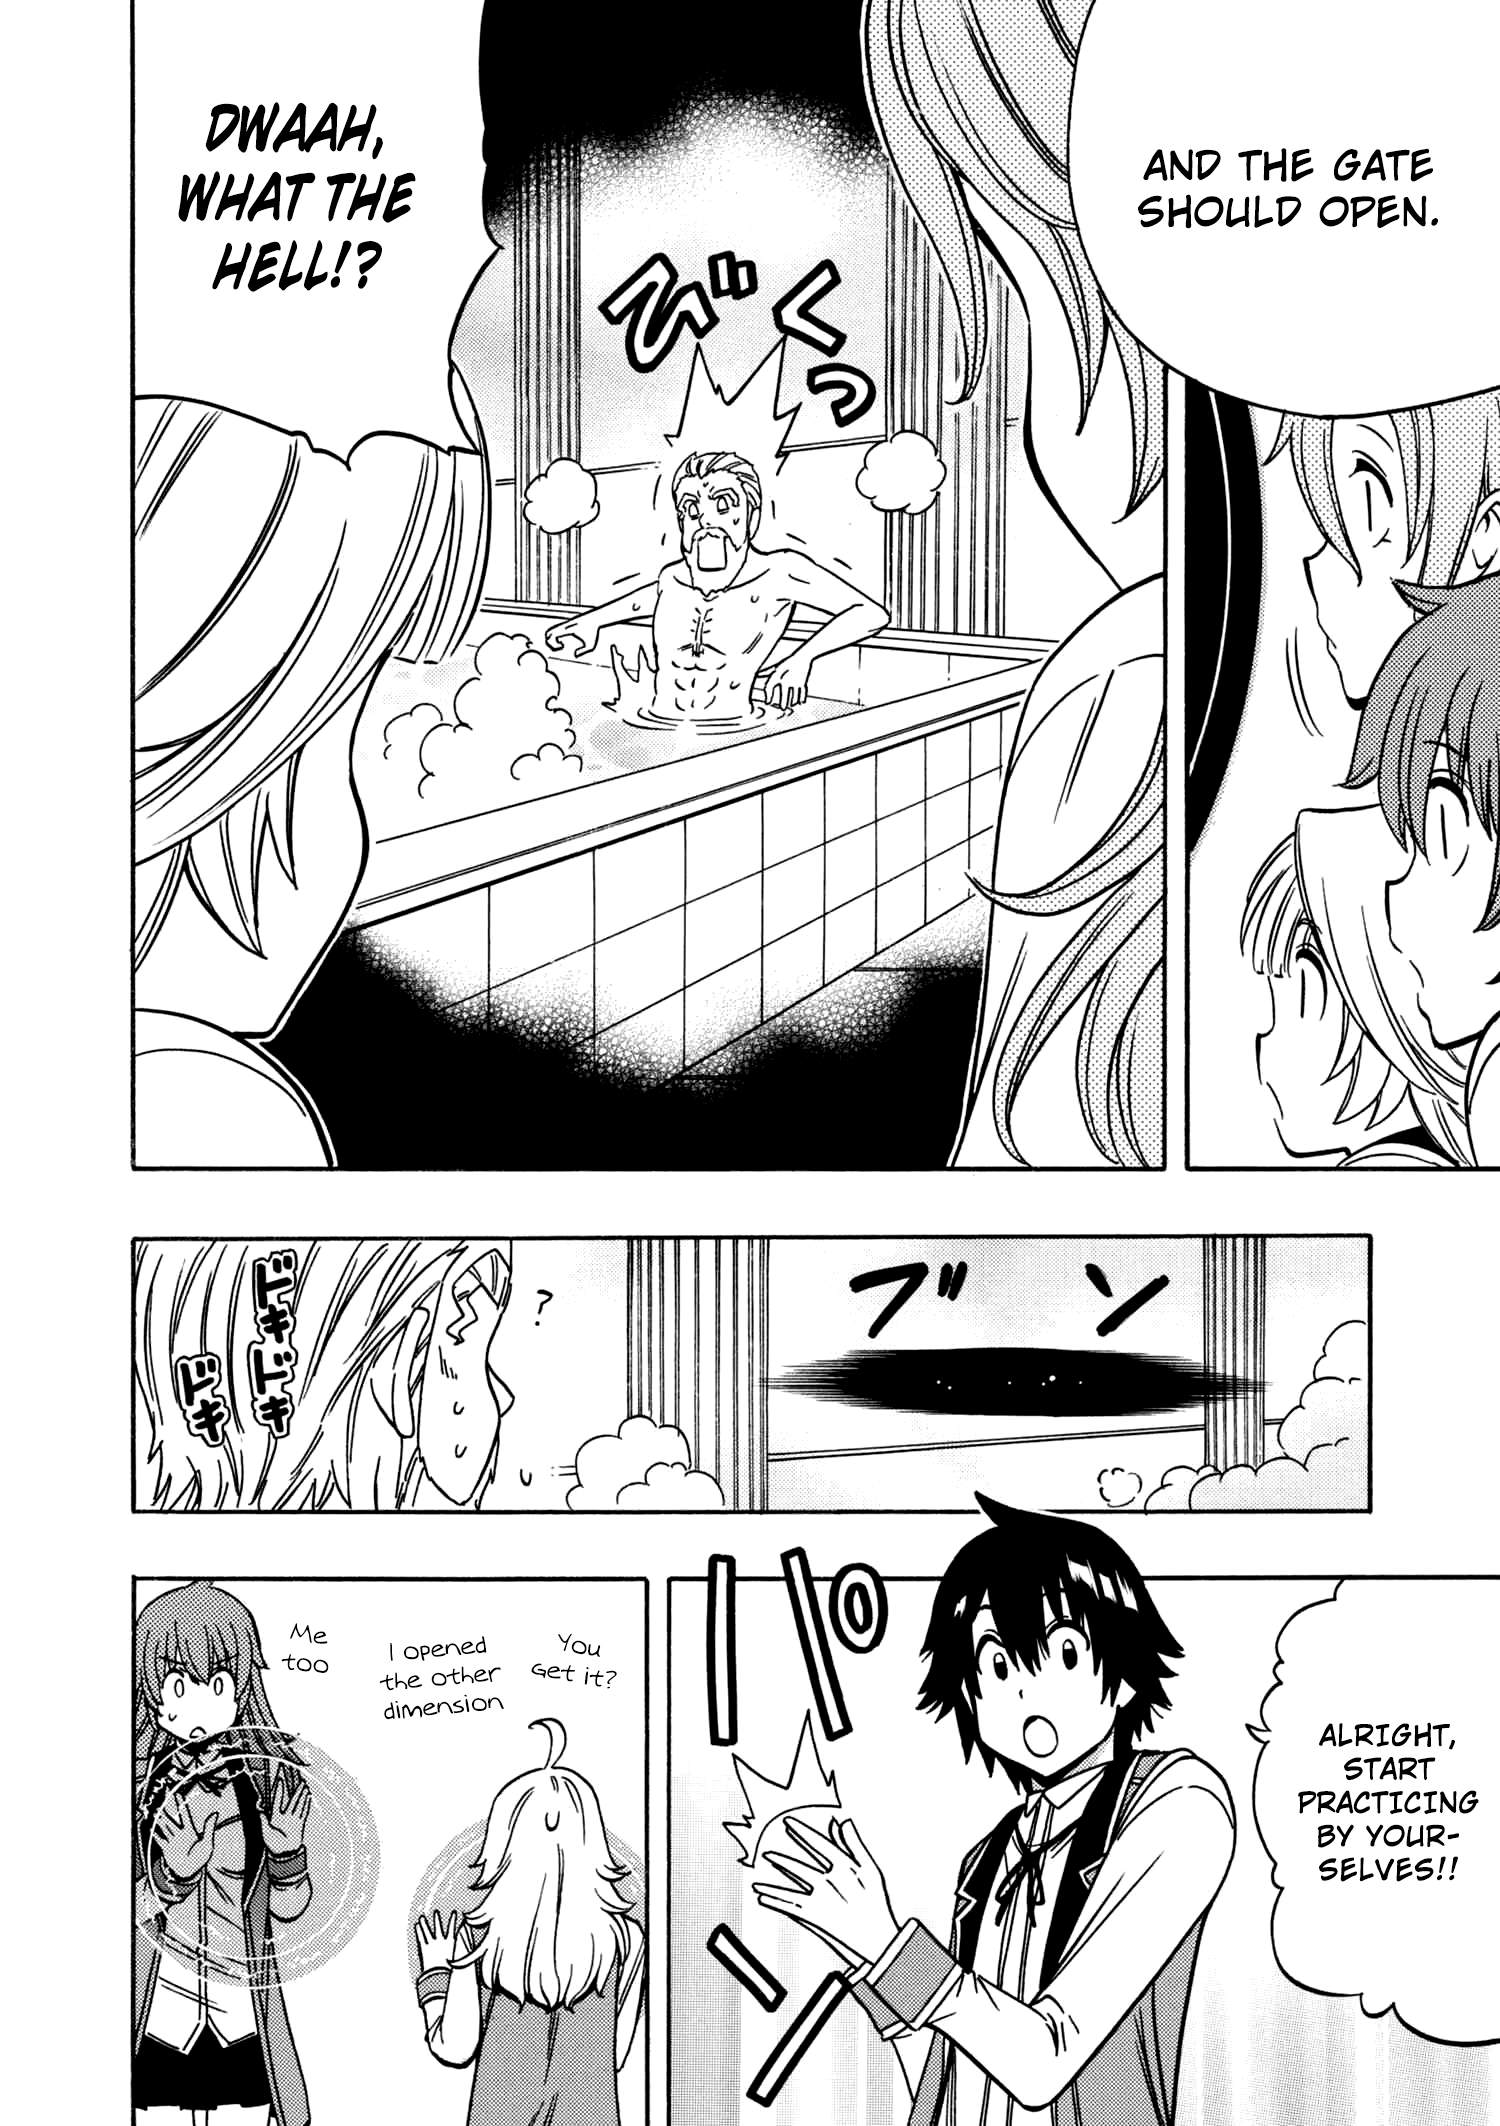 AND THE GATE
SHOULD OPEN.
DWAAH,
WHAT THE
HELL!?
びくっ
ブン
?
ドキ
ドキ
ドキ
ALRIGHT,
START
PRACTICING
BY YOUR-
SELVES!!
パン
You
Get it?
I opened
the other
dimension
Me
too